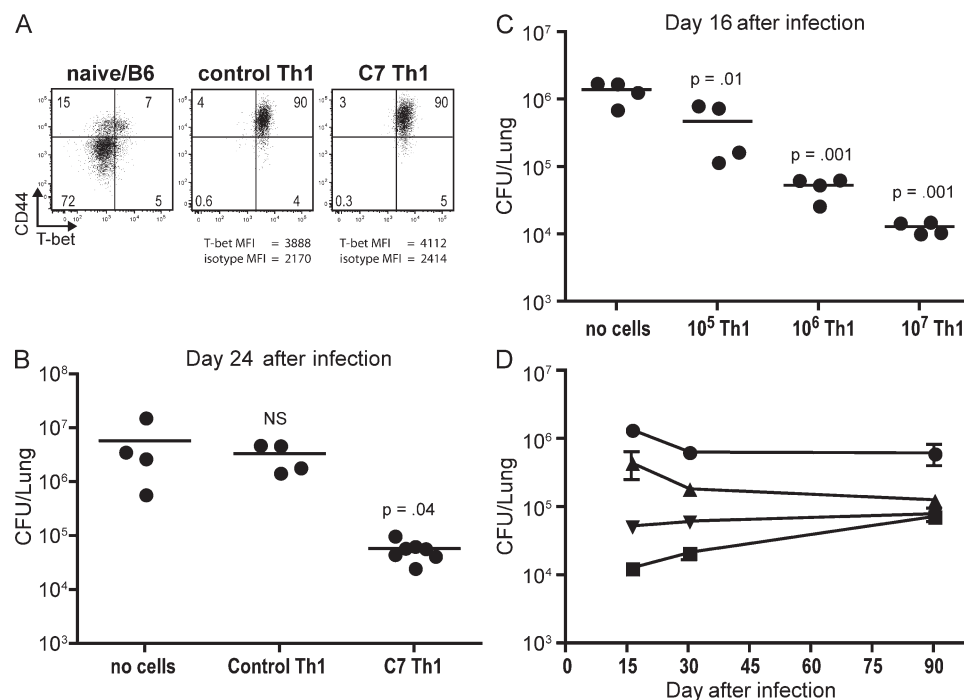 A
naive/B6
control Th1
C7 Th1
15 7
72 5
4 90
0.6 4
3 90
0.3 5
CD44
T-bet
T-bet MFI = 3888
isotype MFI = 2170
T-bet MFI = 4112
isotype MFI = 2414
B
Day 24 after infection
CFU/Lung
10⁸
10⁷
10⁶
10⁵
10⁴
10³
NS
p = .04
no cells Control Th1 C7 Th1
C
Day 16 after infection
CFU/Lung
10⁷
10⁶
10⁵
10⁴
10³
p = .01
p = .001
p = .001
no cells 10⁵ Th1 10⁶ Th1 10⁷ Th1
D
CFU/Lung
10⁷
10⁶
10⁵
10⁴
10³
0 15 30 45 60 75 90
Day after infection